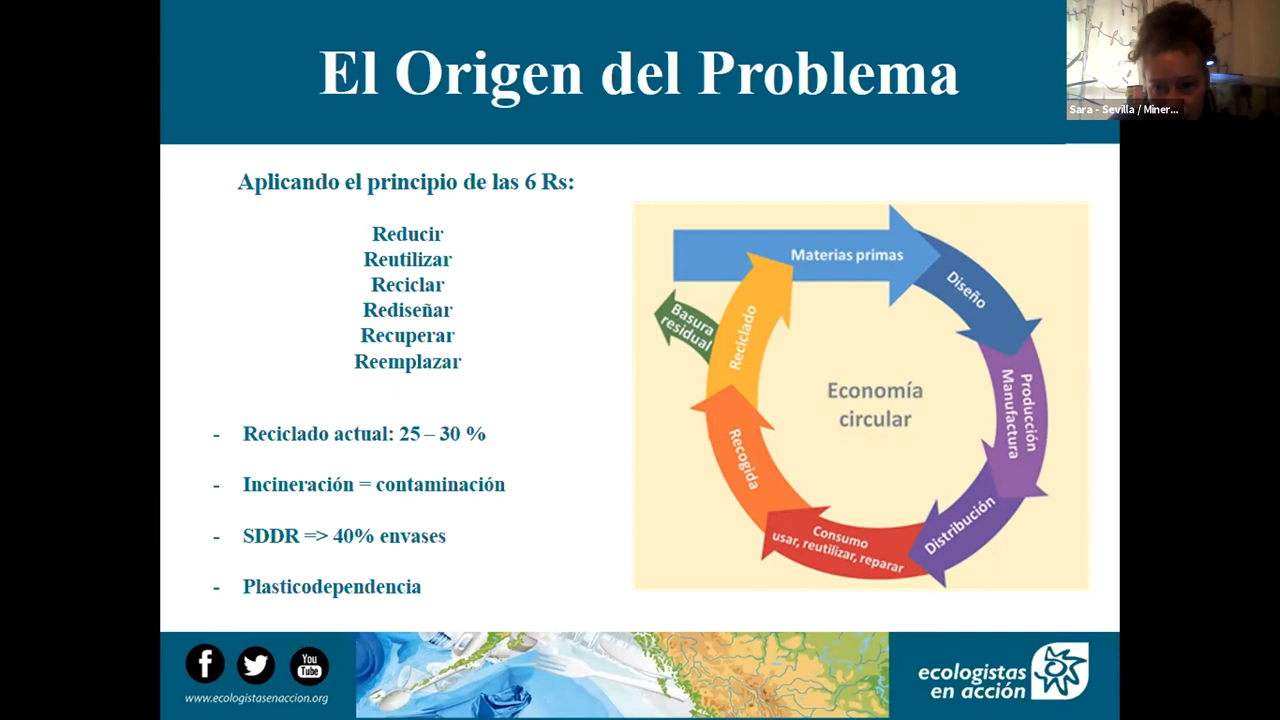 El Origen del Problema
Sara - Sevilla / Miner...
Aplicando el principio de las 6 Rs:
Reducir
Reutilizar
Reciclar
Rediseñar
Recuperar
Reemplazar
- Reciclado actual: 25 – 30 %
- Incineración = contaminación
- SDDR => 40% envases
- Plasticodependencia
Materias primas
Diseño
Producción
Manufactura
Distribución
Consumo
usar, reutilizar, reparar
Recogida
Reciclado
Basura
residual
Economía
circular
You
Tube
www.ecologistasenaccion.org
ecologistas
en acción